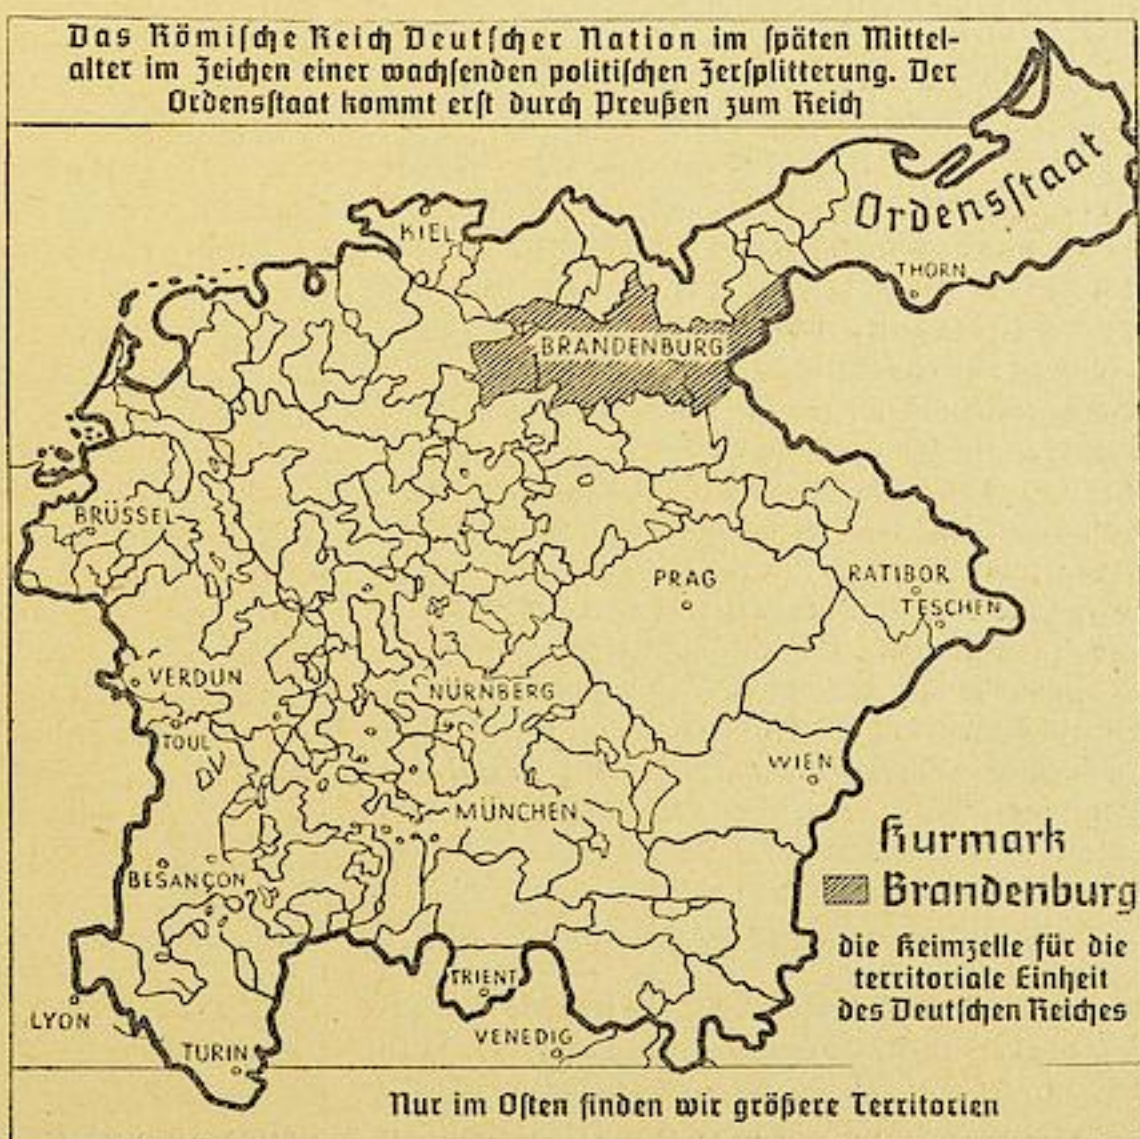 Das Römische Reich Deutscher Nation im späten Mittel-
alter im Zeichen einer wachsenden politischen Zersplitterung. Der
Ordensstaat kommt erst durch Preußen zum Reich
Ordensstaat
KIEL
THORN
BRANDENBURG
BRÜSSEL
PRAG
RATIBOR
TESCHEN
VERDUN
NÜRNBERG
TOUL
WIEN
MÜNCHEN
Kurmark
Brandenburg
BESANÇON
die Keimzelle für die
territoriale Einheit
des Deutschen Reiches
TRIENT
LYON
VENEDIG
TURIN
Nur im Osten finden wir größere Territorien